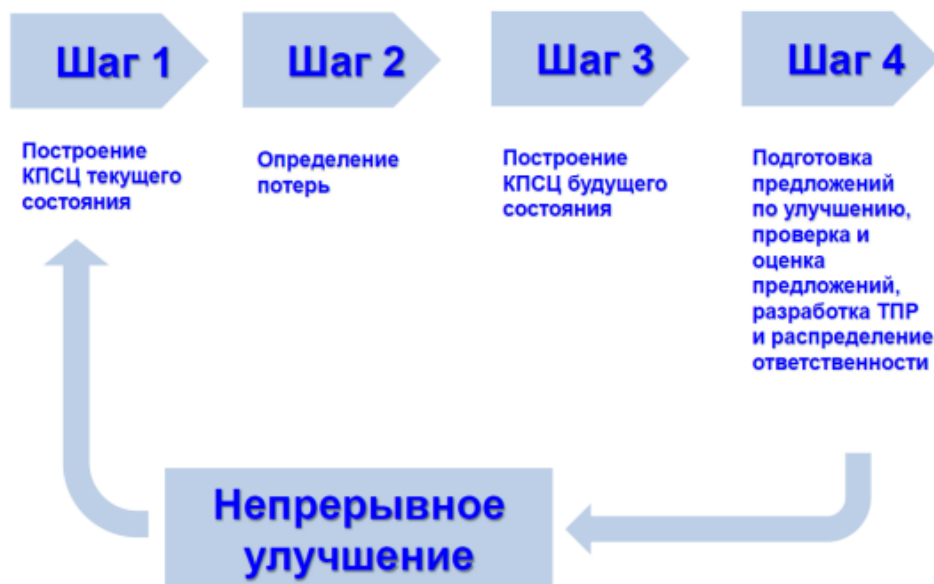 Шаг 1
Шаг 2
Шаг 3
Шаг 4
Построение
КПСЦ текущего
состояния
Определение
потерь
Построение
КПСЦ будущего
состояния
Подготовка
предложений
по улучшению,
проверка и
оценка
предложений,
разработка ТПР
и распределение
ответственности
Непрерывное
улучшение